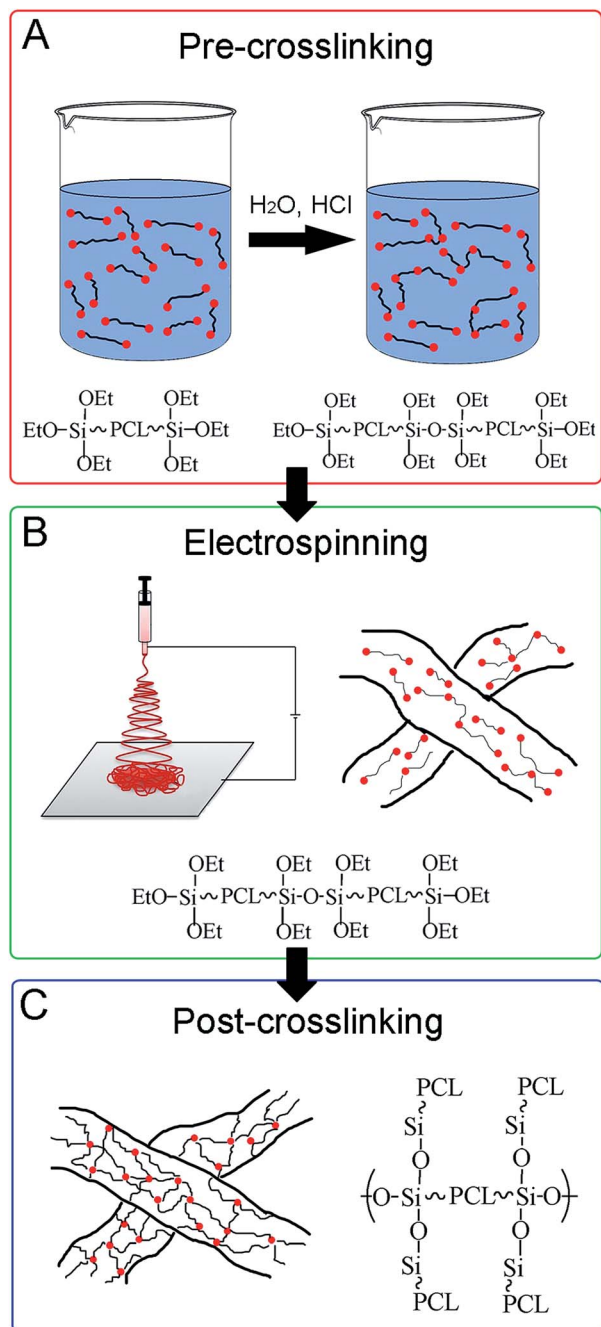 A
Pre-crosslinking
H₂O, HCl
OEt OEt
EtO-Si~PCL~Si-OEt
OEt OEt
OEt OEt OEt OEt
EtO-Si~PCL~Si-O-Si~PCL~Si-OEt
OEt OEt OEt OEt
B
Electrospinning
OEt OEt OEt OEt
EtO-Si~PCL~Si-O-Si~PCL~Si-OEt
OEt OEt OEt OEt
C
Post-crosslinking
PCL PCL
Si Si
O O
(O-Si~PCL~Si-O)
O O
Si Si
PCL PCL